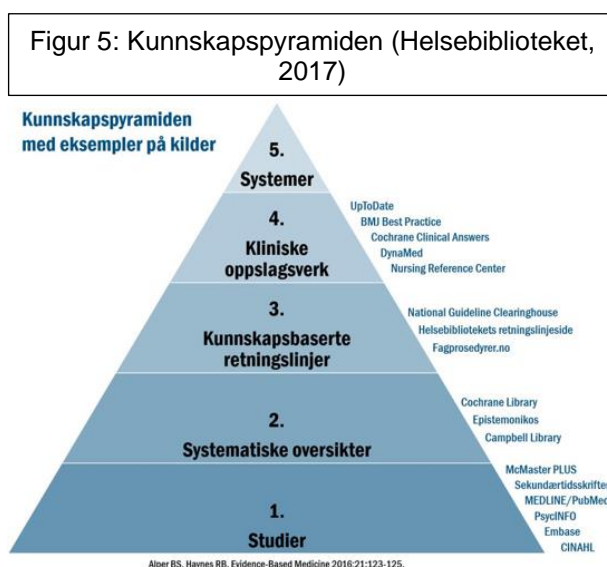 Figur 5: Kunnskapspyramiden (Helsebiblioteket,
2017)
Kunnskapspyramiden
med eksempler på kilder
5.
Systemer
4.
Kliniske
oppslagsverk
UpToDate
BMJ Best Practice
Cochrane Clinical Answers
DynaMed
Nursing Reference Center
3.
Kunnskapsbaserte
retningslinjer
National Guideline Clearinghouse
Helsebibliotekets retningslinjeside
Fagprosedyrer.no
2.
Systematiske oversikter
Cochrane Library
Epistemonikos
Campbell Library
1.
Studier
McMaster PLUS
Sekundærtidsskrifter
MEDLINE/PubMed
PsycINFO
Embase
CINAHL
Alper BS, Haynes RB. Evidence-Based Medicine 2016;21:123-125.